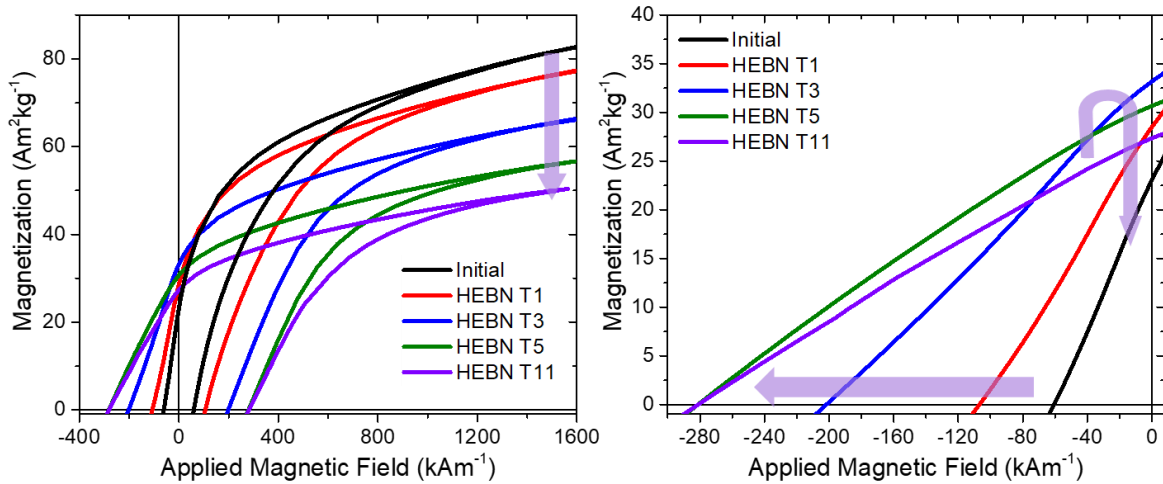 80
60
40
20
0
-400
0
400
800
1200
1600
Magnetization (Am²kg⁻¹)
Applied Magnetic Field (kAm⁻¹)
Initial
HEBN T1
HEBN T3
HEBN T5
HEBN T11
40
35
30
25
20
15
10
5
0
-280
-240
-200
-160
-120
-80
-40
0
Magnetization (Am²kg⁻¹)
Applied Magnetic Field (kAm⁻¹)
Initial
HEBN T1
HEBN T3
HEBN T5
HEBN T11